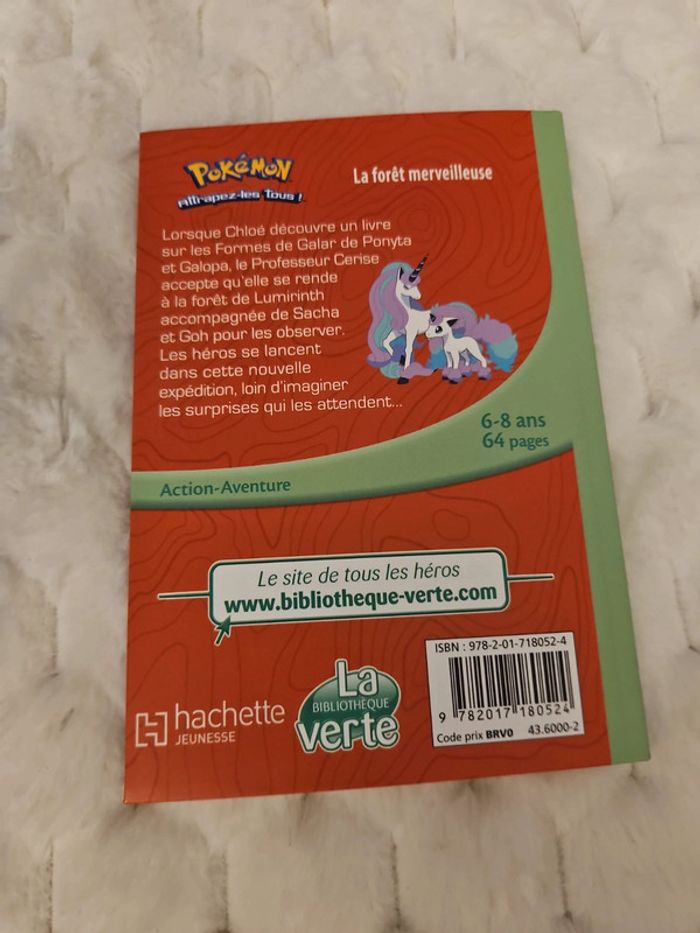 POKéMON
Attrapez-les Tous !
La forêt merveilleuse
Lorsque Chloé découvre un livre
sur les Formes de Galar de Ponyta
et Galopa, le Professeur Cerise
accepte qu'elle se rende
à la forêt de Lumirinth
accompagnée de Sacha
et Goh pour les observer.
Les héros se lancent
dans cette nouvelle
expédition, loin d'imaginer
les surprises qui les attendent...
6-8 ans
64 pages
Action-Aventure
Le site de tous les héros
www.bibliotheque-verte.com
hachette
JEUNESSE
La
BIBLIOTHÈQUE
verte
ISBN : 978-2-01-718052-4
9 782017 180524
Code prix BRV0 43.6000-2